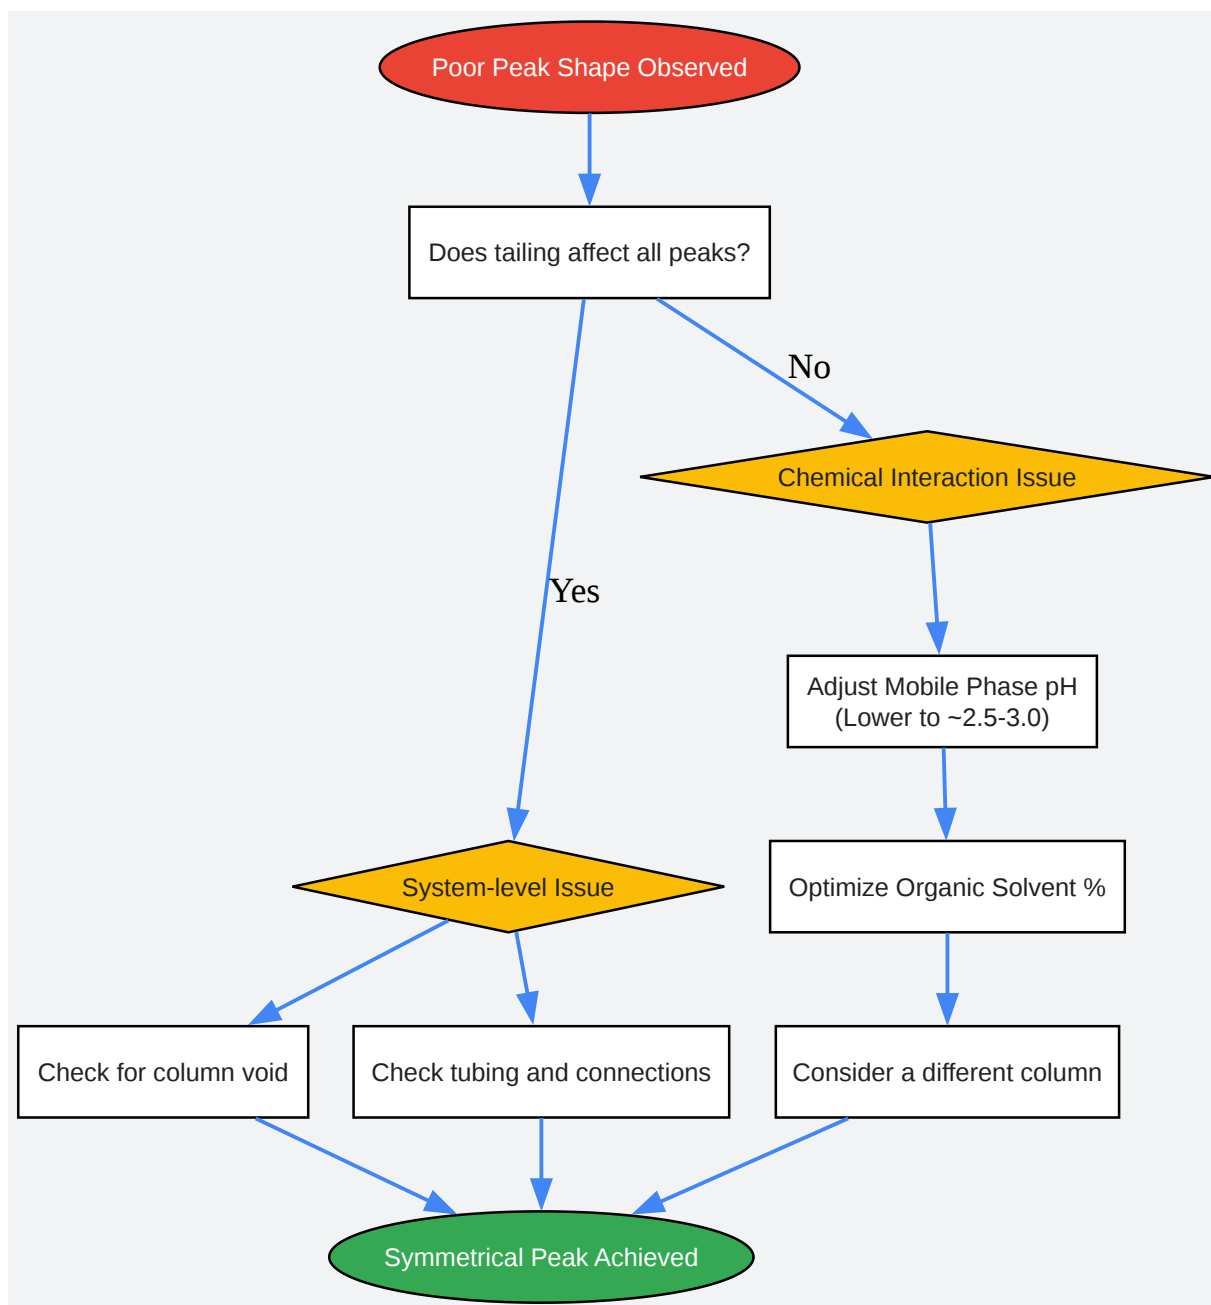 Poor Peak Shape Observed
Does tailing affect all peaks?
No
Chemical Interaction Issue
Yes
Adjust Mobile Phase pH
(Lower to ~2.5-3.0)
System-level Issue
Optimize Organic Solvent %
Check for column void
Check tubing and connections
Consider a different column
Symmetrical Peak Achieved